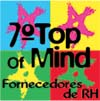 7º Top
of Mind
Fornecedores
de RH